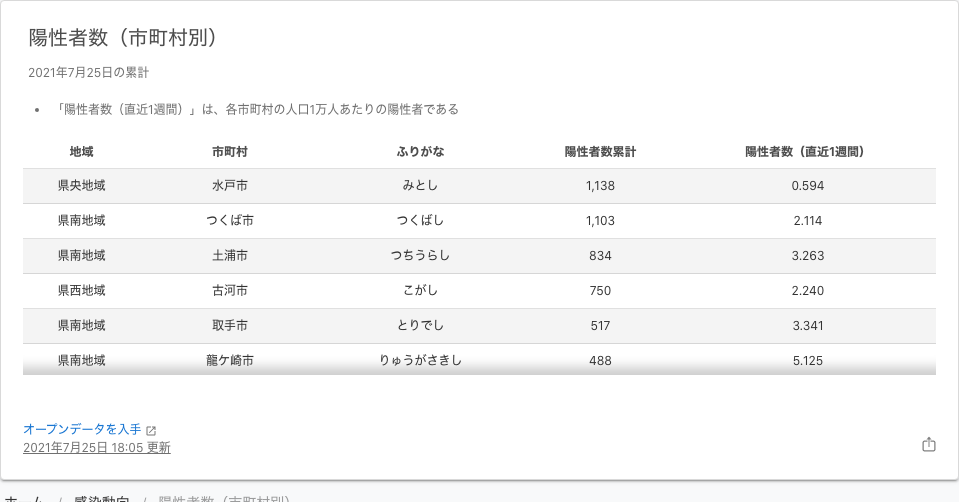 陽性者数（市町村別）
2021年7月25日の累計
• 「陽性者数（直近1週間）」は、各市町村の人口1万人あたりの陽性者である
地域 市町村 ふりがな 陽性者数累計 陽性者数（直近1週間）
県央地域 水戸市 みとし 1,138 0.594
県南地域 つくば市 つくばし 1,103 2.114
県南地域 土浦市 つちうらし 834 3.263
県西地域 古河市 こがし 750 2.240
県南地域 取手市 とりでし 517 3.341
県南地域 龍ケ崎市 りゅうがさきし 488 5.125
オープンデータを入手
2021年7月25日 18:05 更新
ホーム / 感染動向 / 陽性者数（市町村別）